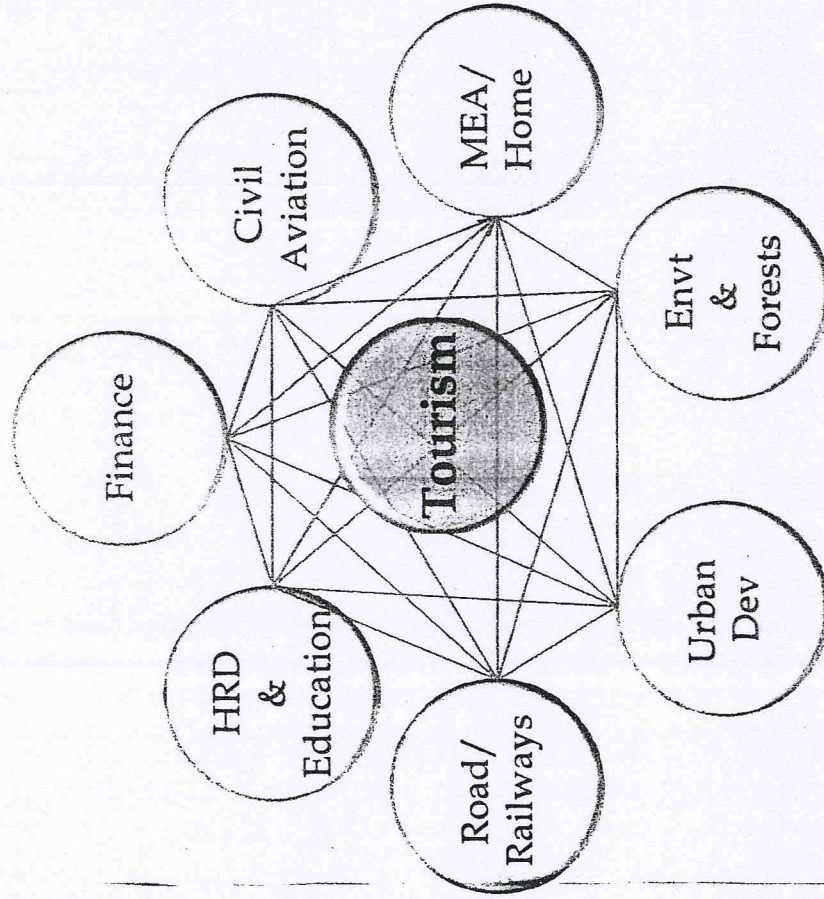 Finance
Civil
Aviation
MEA/
Home
Envt
&
Forests
Urban
Dev
Road/
Railways
HRD
&
Education
Tourism